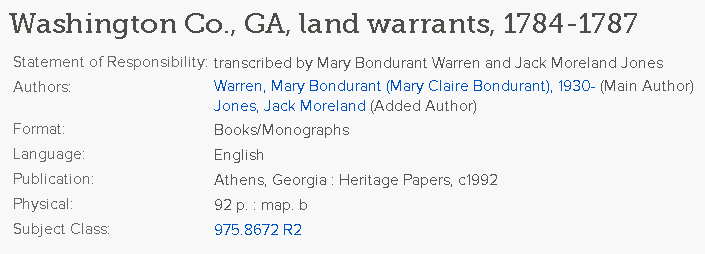 Washington Co., GA, land warrants, 1784-1787
Statement of Responsibility: transcribed by Mary Bondurant Warren and Jack Moreland Jones
Authors: Warren, Mary Bondurant (Mary Claire Bondurant), 1930- (Main Author)
Jones, Jack Moreland (Added Author)
Format: Books/Monographs
Language: English
Publication: Athens, Georgia : Heritage Papers, c1992
Physical: 92 p. : map. b
Subject Class: 975.8672 R2